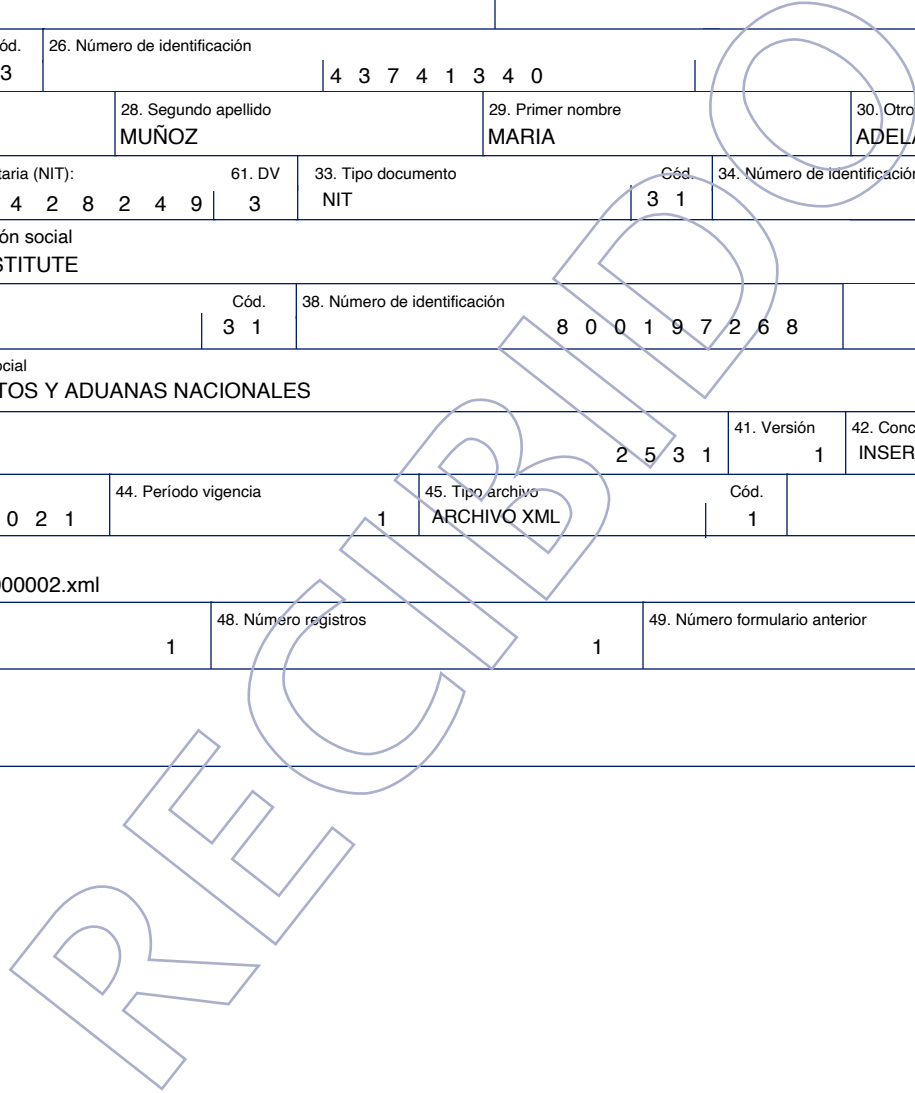 ód. 26. Número de identificación
3 4 3 7 4 1 3 4 0
28. Segundo apellido 29. Primer nombre 30. Otro
MUÑOZ MARIA ADELA
taria (NIT): 61. DV 33. Tipo documento Cód. 34. Número de identificación
4 2 8 2 4 9 3 NIT 3 1
ón social
STITUTE
Cód. 38. Número de identificación
3 1 8 0 0 1 9 7 2 6 8
ocial
TOS Y ADUANAS NACIONALES
41. Versión 42. Conc
2 5 3 1 1 INSER
44. Período vigencia 45. Tipo archivo Cód.
0 2 1 1 ARCHIVO XML 1
000002.xml
48. Número registros 49. Número formulario anterior
1 1
RECIBIDO